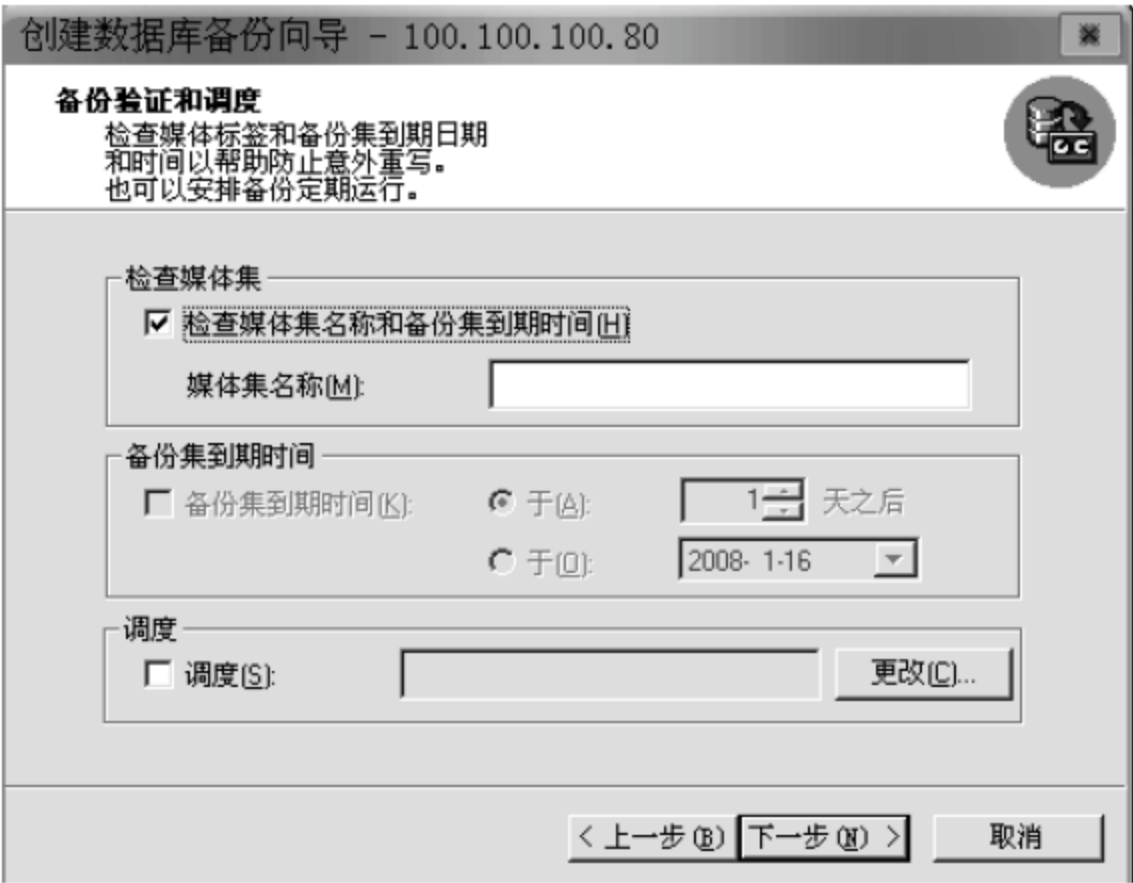 创建数据库备份向导 - 100.100.100.80
备份验证和调度
检查媒体标签和备份集到期日期
和时间以帮助防止意外重写。
也可以安排备份定期运行。
检查媒体集
检查媒体集名称和备份集到期时间(H)
媒体集名称(M):
备份集到期时间
备份集到期时间(K): 于(A): 1 天之后
于(O): 2008- 1-16
调度
调度(S): 更改(C)...
< 上一步(B) 下一步(N) > 取消